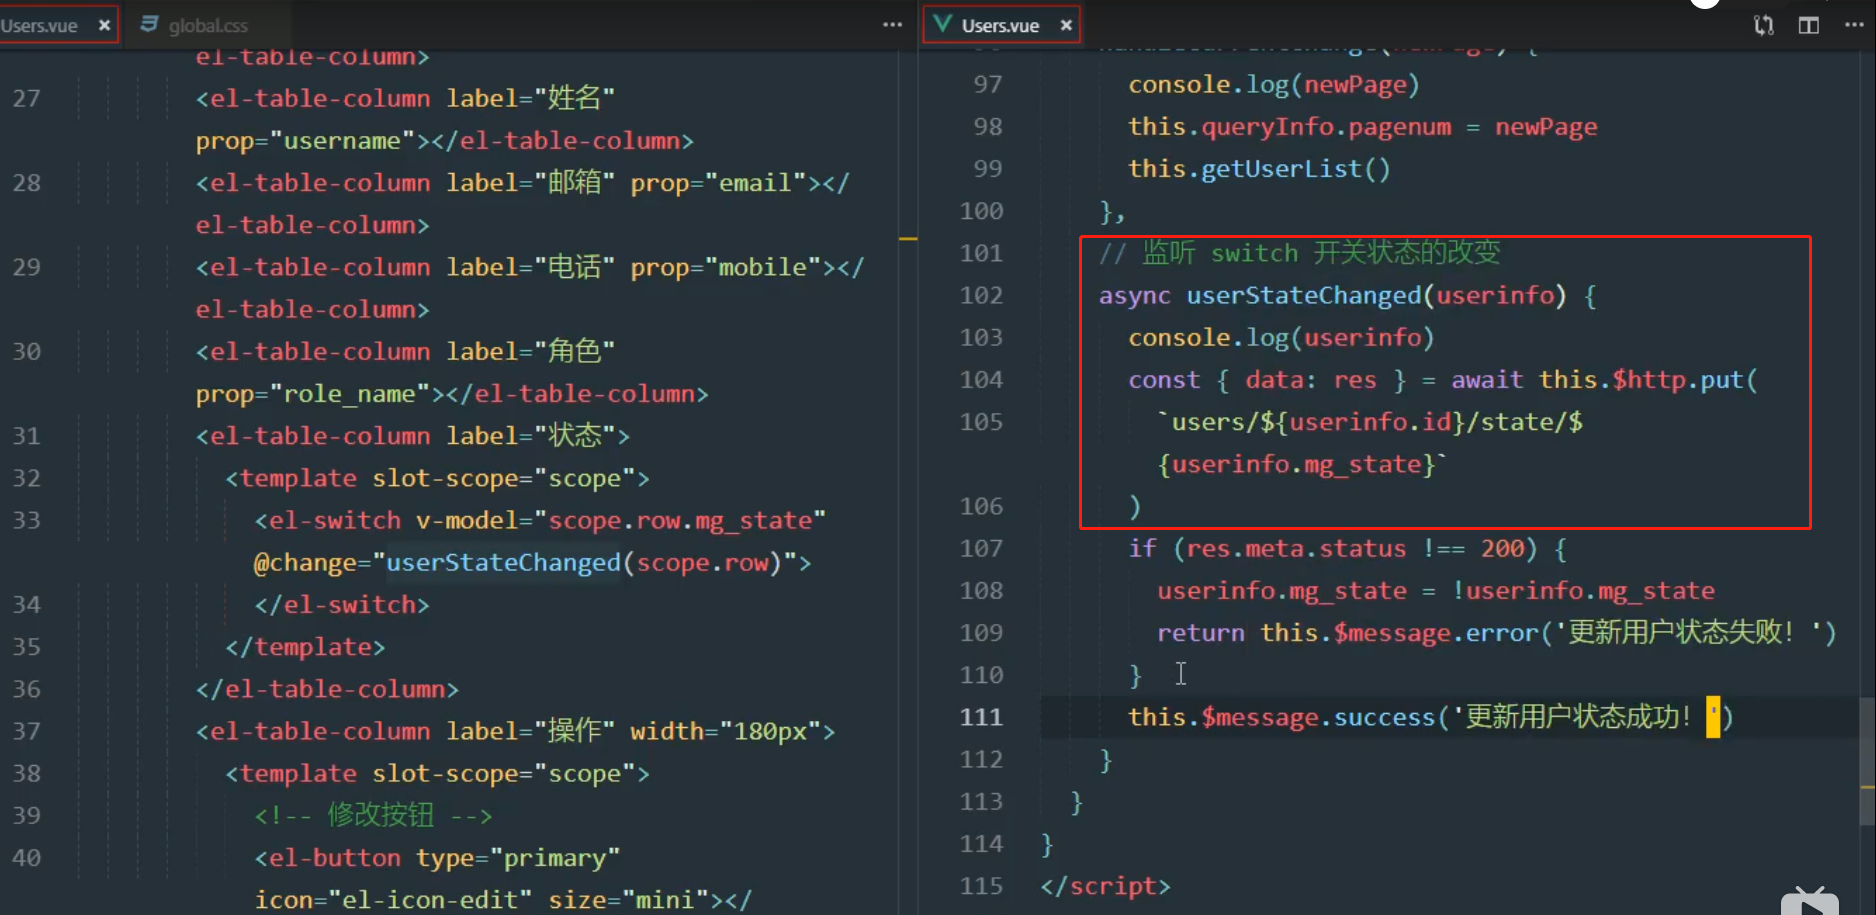 Users.vue ×
global.css
···
el-table-column>
27 <el-table-column label="姓名"
prop="username"></el-table-column>
28 <el-table-column label="邮箱" prop="email"></
el-table-column>
29 <el-table-column label="电话" prop="mobile"></
el-table-column>
30 <el-table-column label="角色"
prop="role_name"></el-table-column>
31 <el-table-column label="状态">
32 <template slot-scope="scope">
33 <el-switch v-model="scope.row.mg_state"
@change="userStateChanged(scope.row)">
34 </el-switch>
35 </template>
36 </el-table-column>
37 <el-table-column label="操作" width="180px">
38 <template slot-scope="scope">
39 <!-- 修改按钮 -->
40 <el-button type="primary"
icon="el-icon-edit" size="mini"></
Users.vue ×
···
97 console.log(newPage)
98 this.queryInfo.pagenum = newPage
99 this.getUserList()
100 },
101 // 监听 switch 开关状态的改变
102 async userStateChanged(userinfo) {
103 console.log(userinfo)
104 const { data: res } = await this.$http.put(
105 `users/${userinfo.id}/state/$
{userinfo.mg_state}`
106 )
107 if (res.meta.status !== 200) {
108 userinfo.mg_state = !userinfo.mg_state
109 return this.$message.error('更新用户状态失败！')
110 }
111 this.$message.success('更新用户状态成功！')
112 }
113 }
114 }
115 </script>